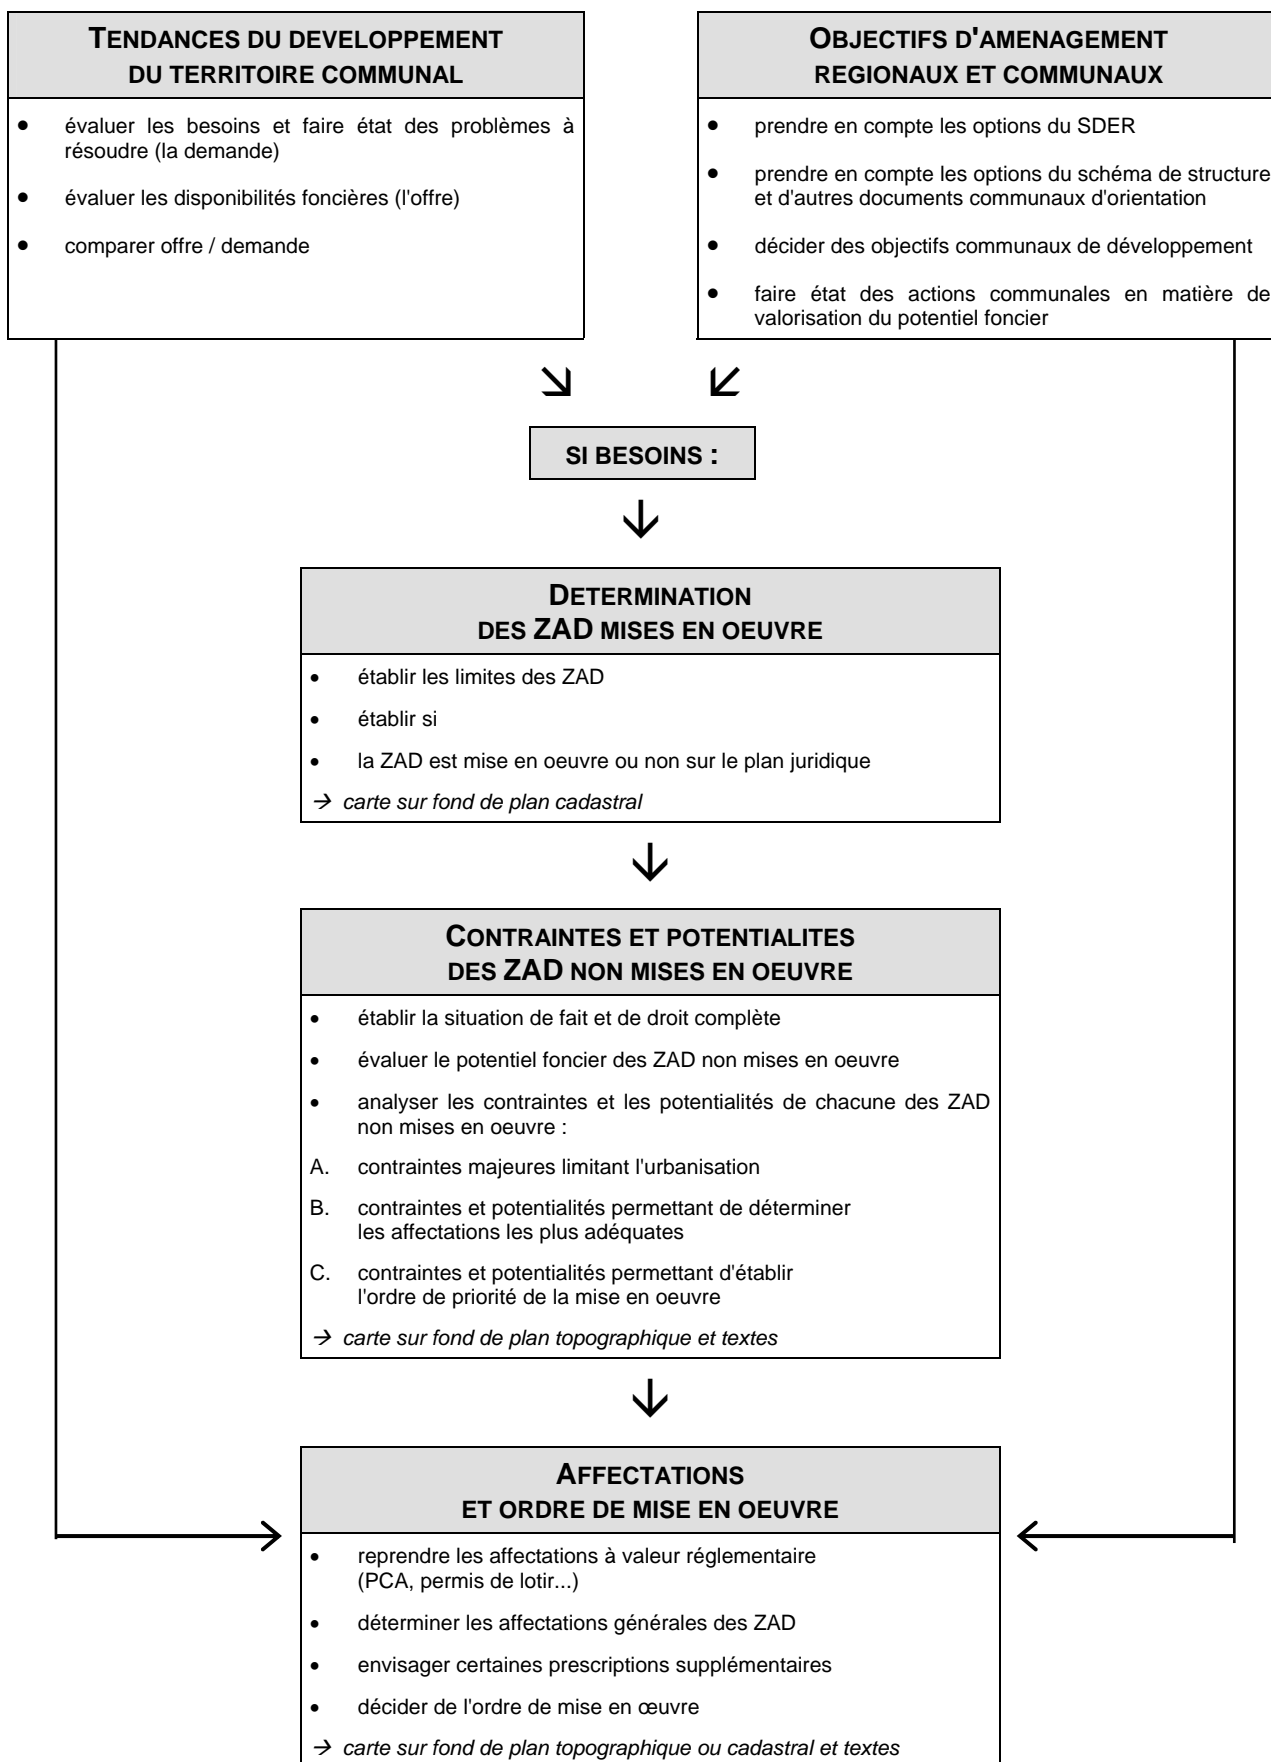 TENDANCES DU DEVELOPPEMENT
DU TERRITOIRE COMMUNAL
• évaluer les besoins et faire état des problèmes à
résoudre (la demande)
• évaluer les disponibilités foncières (l'offre)
• comparer offre / demande
OBJECTIFS D'AMENAGEMENT
REGIONAUX ET COMMUNAUX
• prendre en compte les options du SDER
• prendre en compte les options du schéma de structure
et d'autres documents communaux d'orientation
• décider des objectifs communaux de développement
• faire état des actions communales en matière de
valorisation du potentiel foncier
SI BESOINS :
DETERMINATION
DES ZAD MISES EN OEUVRE
• établir les limites des ZAD
• établir si
• la ZAD est mise en oeuvre ou non sur le plan juridique
→ carte sur fond de plan cadastral
CONTRAINTES ET POTENTIALITES
DES ZAD NON MISES EN OEUVRE
• établir la situation de fait et de droit complète
• évaluer le potentiel foncier des ZAD non mises en oeuvre
• analyser les contraintes et les potentialités de chacune des ZAD
non mises en oeuvre :
A. contraintes majeures limitant l'urbanisation
B. contraintes et potentialités permettant de déterminer
les affectations les plus adéquates
C. contraintes et potentialités permettant d'établir
l'ordre de priorité de la mise en oeuvre
→ carte sur fond de plan topographique et textes
AFFECTATIONS
ET ORDRE DE MISE EN OEUVRE
• reprendre les affectations à valeur réglementaire
(PCA, permis de lotir...)
• déterminer les affectations générales des ZAD
• envisager certaines prescriptions supplémentaires
• décider de l'ordre de mise en œuvre
→ carte sur fond de plan topographique ou cadastral et textes